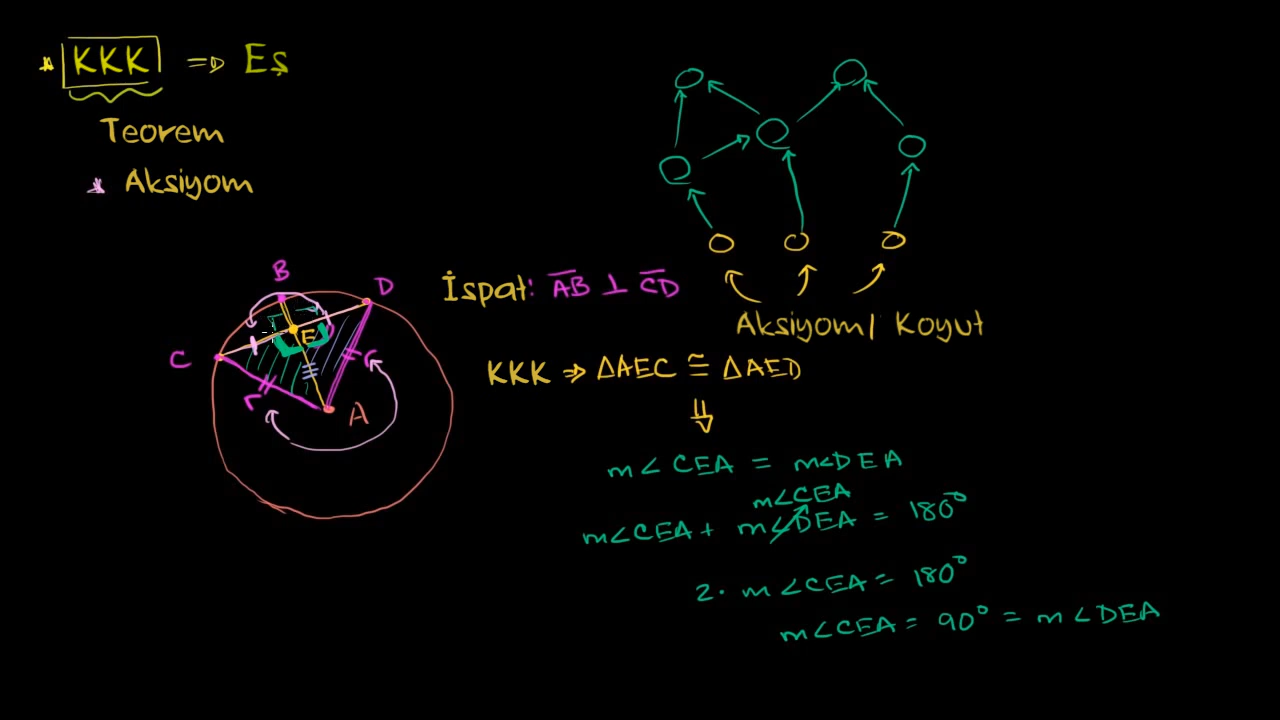 * KKK ⇒ Eş
Teorem
* Aksiyom
B
D
C
E
r
r
A
Aksiyom / Koyut
İspat: AB ⊥ CD
KKK ⇒ ΔAEC ≅ ΔAED
⇓
m∠CEA = m∠DEA
m∠CEA
m∠CEA + m∠DEA = 180°
2· m∠CEA = 180°
m∠CEA = 90° = m∠DEA